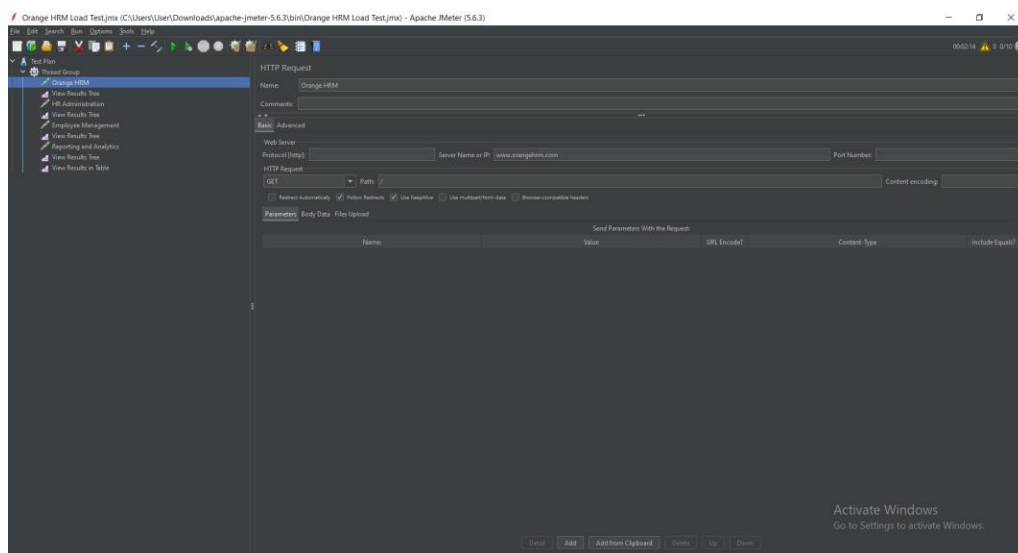 Orange HRM Load Test.jmx (C:\Users\User\Downloads\apache-jmeter-5.6.3\bin\Orange HRM Load Test.jmx) - Apache JMeter (5.6.3)
File Edit Search Run Options Tools Help
00:02:14 0 0/10
Test Plan
Thread Group
Orange HRM
View Results Tree
HR Administration
View Results Tree
Employee Management
View Results Tree
Reporting and Analytics
View Results Tree
View Results in Table
HTTP Request
Name: Orange HRM
Comments:
Basic Advanced
Web Server
Protocol [http]: Server Name or IP: www.orangehrm.com Port Number:
HTTP Request
GET Path: / Content encoding:
Redirect Automatically Follow Redirects Use KeepAlive Use multipart/form-data Browser-compatible headers
Parameters Body Data Files Upload
Send Parameters With the Request:
Name: Value URL Encode? Content-Type Include Equals?
Detail Add Add from Clipboard Delete Up Down
Activate Windows
Go to Settings to activate Windows.